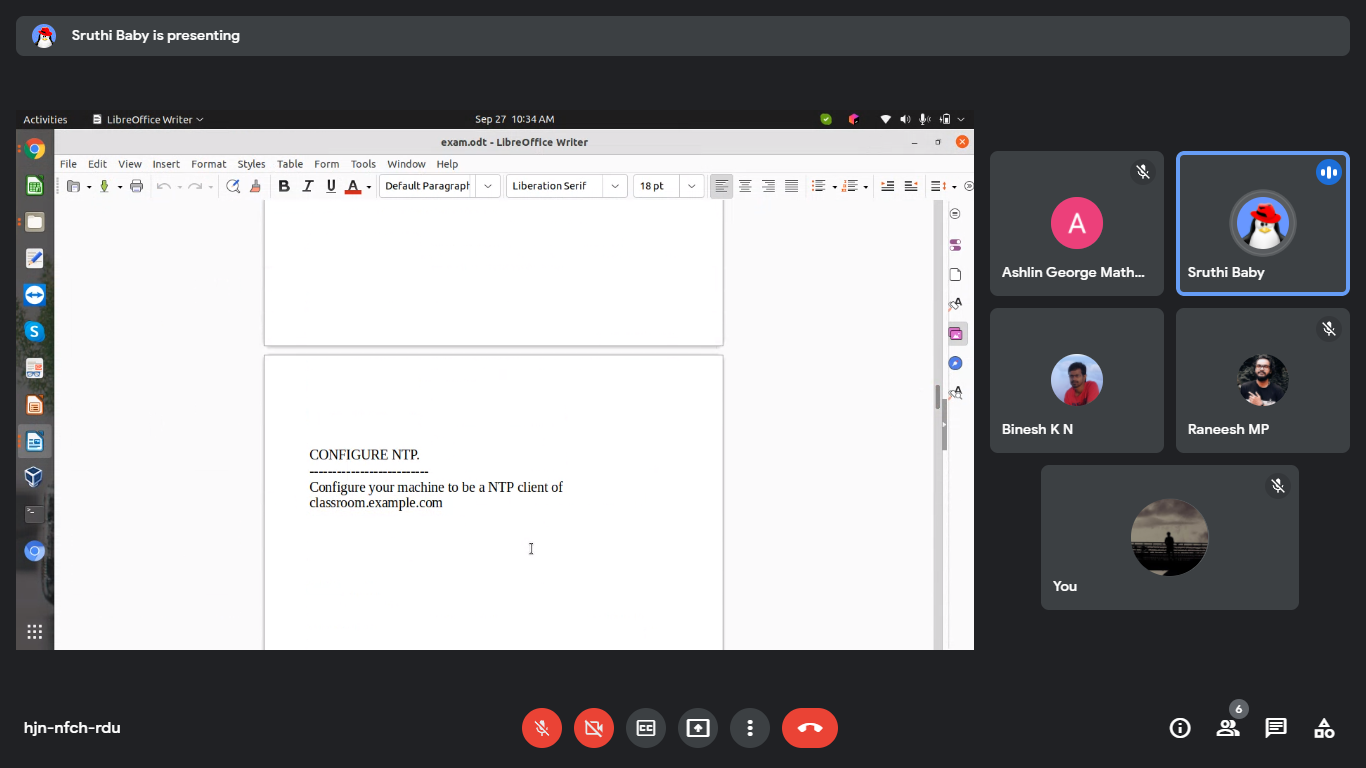 Sruthi Baby is presenting
Activities LibreOffice Writer Sep 27 10:34 AM
exam.odt - LibreOffice Writer
File Edit View Insert Format Styles Table Form Tools Window Help
B I U A Default Paragraph Liberation Serif 18 pt
CONFIGURE NTP.
--------------------------
Configure your machine to be a NTP client of
classroom.example.com
A
Ashlin George Math...
Sruthi Baby
Binesh K N
Raneesh MP
You
hjn-nfch-rdu
CC
6